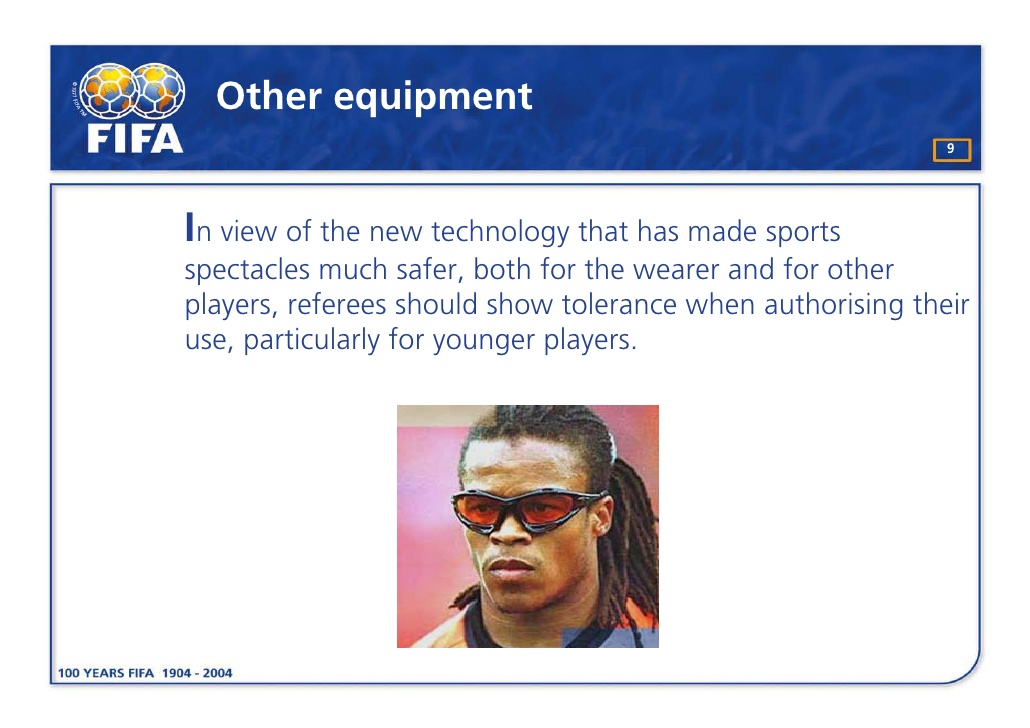 Other equipment
FIFA
9
In view of the new technology that has made sports
spectacles much safer, both for the wearer and for other
players, referees should show tolerance when authorising their
use, particularly for younger players.
100 YEARS FIFA 1904 - 2004